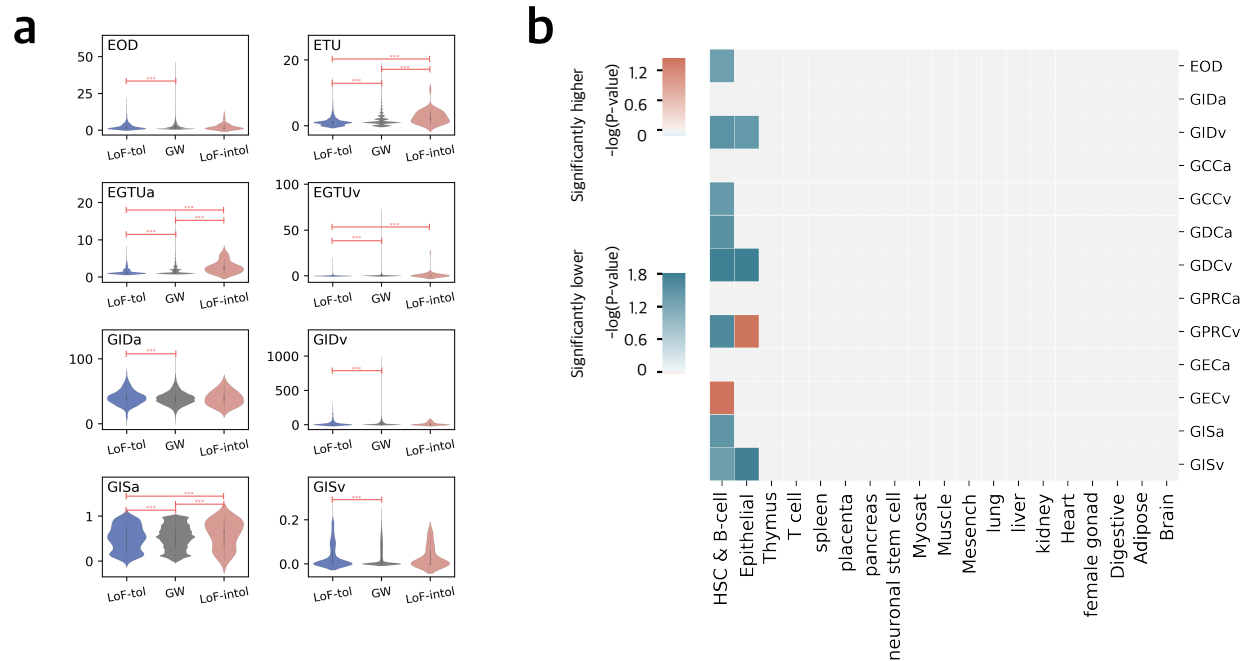 a
EOD
50
25
0
LoF-tol GW LoF-intol
***
ETU
20
0
LoF-tol GW LoF-intol
***
***
***
EGTUa
20
10
0
LoF-tol GW LoF-intol
***
***
***
EGTUv
100
50
0
LoF-tol GW LoF-intol
***
***
GIDa
100
0
LoF-tol GW LoF-intol
***
GIDv
1000
500
0
LoF-tol GW LoF-intol
***
GISa
1
0
LoF-tol GW LoF-intol
***
***
***
GISv
0.2
0.0
LoF-tol GW LoF-intol
***
b
Significantly higher
-log(P-value)
1.2
0.6
0
Significantly lower
-log(P-value)
1.8
1.2
0.6
0
EOD
GIDa
GIDv
GCCa
GCCv
GDCa
GDCv
GPRCa
GPRCv
GECa
GECv
GISa
GISv
HSC & B-cell
Epithelial
Thymus
T cell
spleen
placenta
pancreas
neuronal stem cell
Myosat
Muscle
Mesench
lung
liver
kidney
Heart
female gonad
Digestive
Adipose
Brain